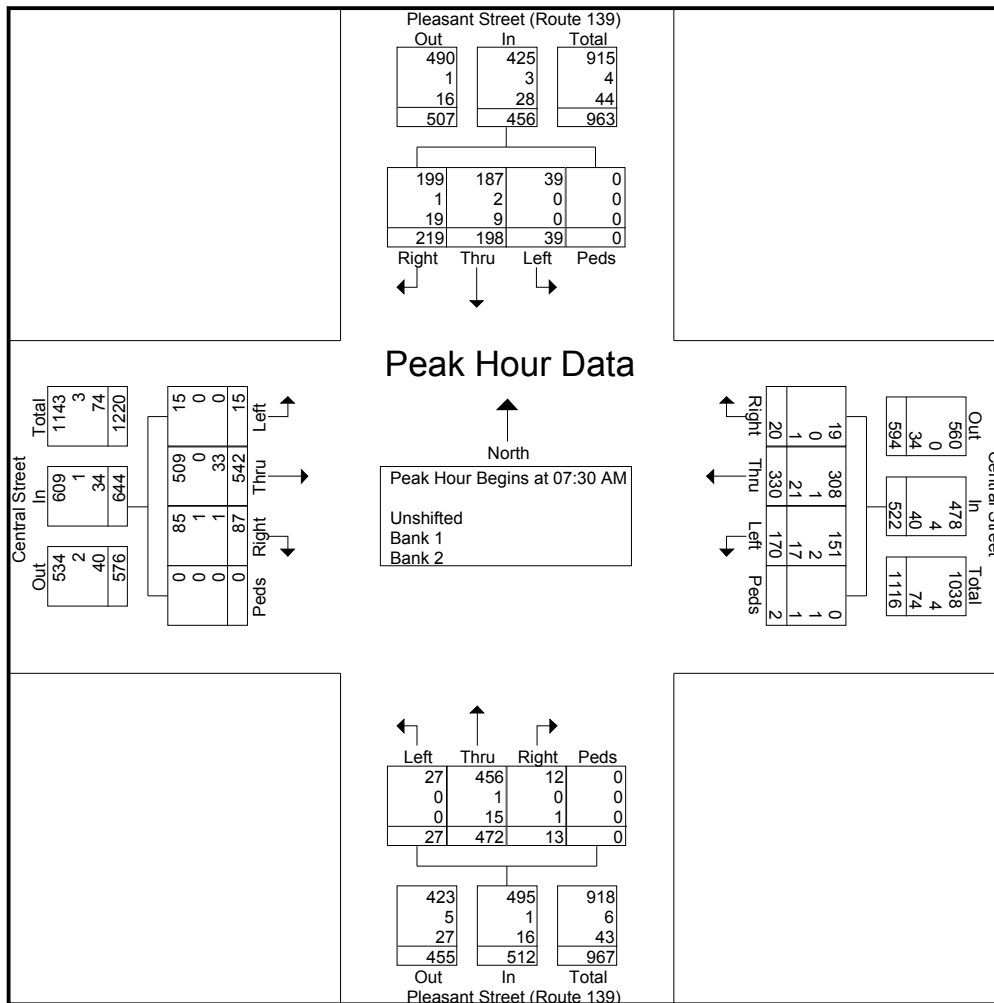 Pleasant Street (Route 139)
Out In Total
490 425 915
1 3 4
16 28 44
507 456 963
199 187 39 0
1 2 0 0
19 9 0 0
219 198 39 0
Right Thru Left Peds
Peak Hour Data
North
Peak Hour Begins at 07:30 AM
Unshifted
Bank 1
Bank 2
Central Street
Total
1143
3
74
1220
In
609
1
34
644
Out
534
2
40
576
15 0 0 15
Left
509 0 33 542
Thru
85 1 1 87
Right
0 0 0 0
Peds
Right
20 1 0 19
Thru
330 21 1 308
Left
170 17 2 151
Peds
2 1 1 0
Out
560
0
34
594
In
478
4
40
522
Total
1038
4
74
1116
Central Street
Left Thru Right Peds
27 456 12 0
0 1 0 0
0 15 1 0
27 472 13 0
423 495 918
5 1 6
27 16 43
455 512 967
Out In Total
Pleasant Street (Route 139)